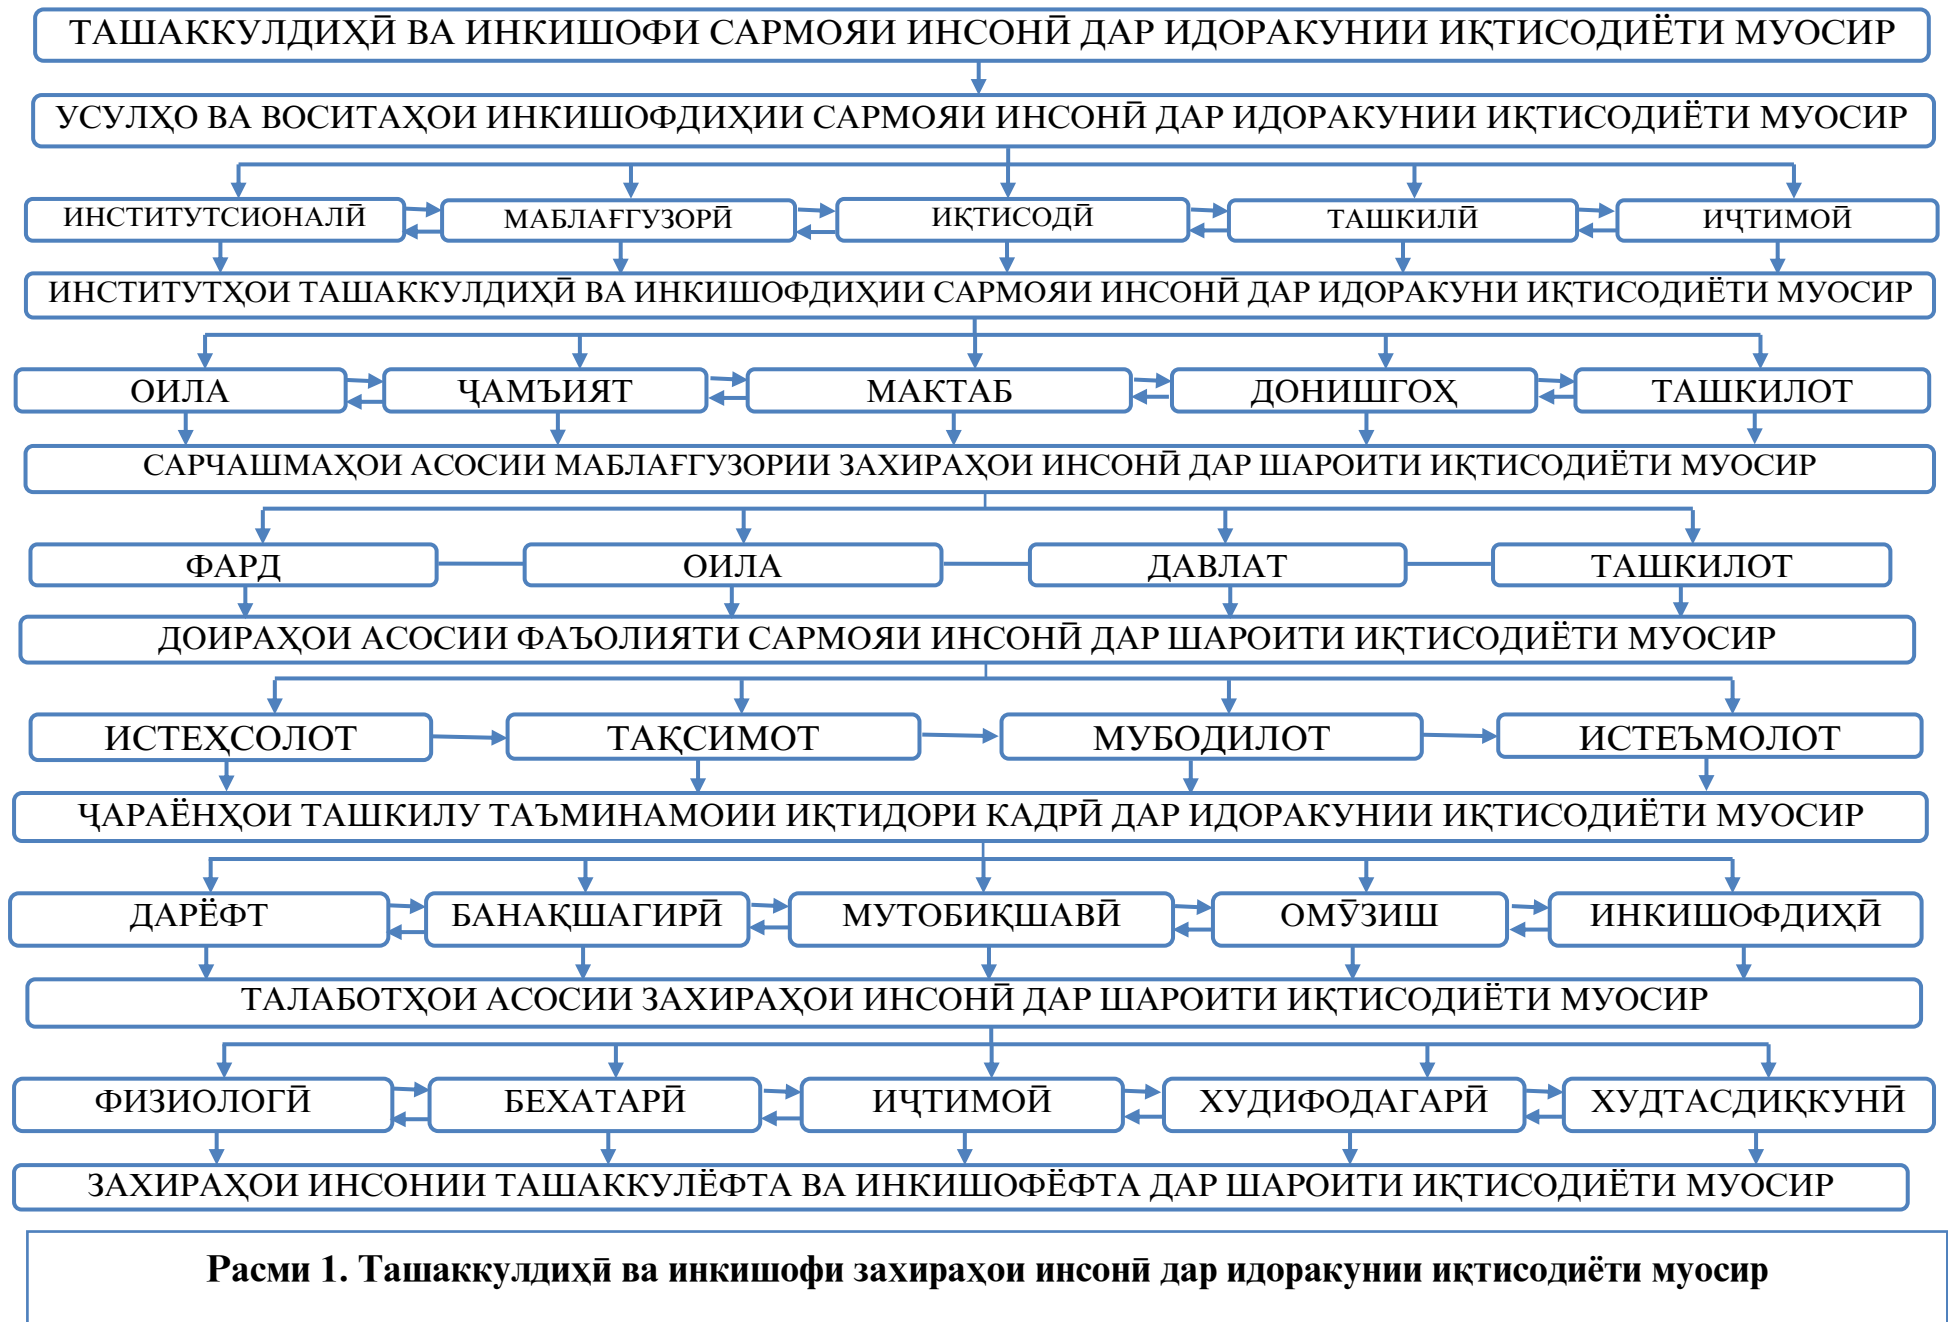 ТАШАККУЛДИҲӢ ВА ИНКИШОФИ САРМОЯИ ИНСОНӢ ДАР ИДОРАКУНИИ ИҚТИСОДИЁТИ МУОСИР
УСУЛҲО ВА ВОСИТАҲОИ ИНКИШОФДИҲИИ САРМОЯИ ИНСОНӢ ДАР ИДОРАКУНИИ ИҚТИСОДИЁТИ МУОСИР
ИНСТИТУТСИОНАЛӢ МАБЛАҒГУЗОРӢ ИҚТИСОДӢ ТАШКИЛӢ ИҶТИМОӢ
ИНСТИТУТҲОИ ТАШАККУЛДИҲӢ ВА ИНКИШОФДИҲИИ САРМОЯИ ИНСОНӢ ДАР ИДОРАКУНИ ИҚТИСОДИЁТИ МУОСИР
ОИЛА ҶАМЪИЯТ МАКТАБ ДОНИШГОҲ ТАШКИЛОТ
САРЧАШМАҲОИ АСОСИИ МАБЛАҒГУЗОРИИ ЗАХИРАҲОИ ИНСОНӢ ДАР ШАРОИТИ ИҚТИСОДИЁТИ МУОСИР
ФАРД ОИЛА ДАВЛАТ ТАШКИЛОТ
ДОИРАҲОИ АСОСИИ ФАЪОЛИЯТИ САРМОЯИ ИНСОНӢ ДАР ШАРОИТИ ИҚТИСОДИЁТИ МУОСИР
ИСТЕҲСОЛОТ ТАҚСИМОТ МУБОДИЛОТ ИСТЕЪМОЛОТ
ҶАРАЁНҲОИ ТАШКИЛУ ТАЪМИНАМОИИ ИҚТИДОРИ КАДРӢ ДАР ИДОРАКУНИИ ИҚТИСОДИЁТИ МУОСИР
ДАРЁФТ БАНАҚШАГИРӢ МУТОБИҚШАВӢ ОМӮЗИШ ИНКИШОФДИҲӢ
ТАЛАБОТҲОИ АСОСИИ ЗАХИРАҲОИ ИНСОНӢ ДАР ШАРОИТИ ИҚТИСОДИЁТИ МУОСИР
ФИЗИОЛОГӢ БЕХАТАРӢ ИҶТИМОӢ ХУДИФОДАГАРӢ ХУДТАСДИҚКУНӢ
ЗАХИРАҲОИ ИНСОНИИ ТАШАККУЛЁФТА ВА ИНКИШОФЁФТА ДАР ШАРОИТИ ИҚТИСОДИЁТИ МУОСИР
Расми 1. Ташаккулдиҳӣ ва инкишофи захираҳои инсонӣ дар идоракунии иқтисодиёти муосир